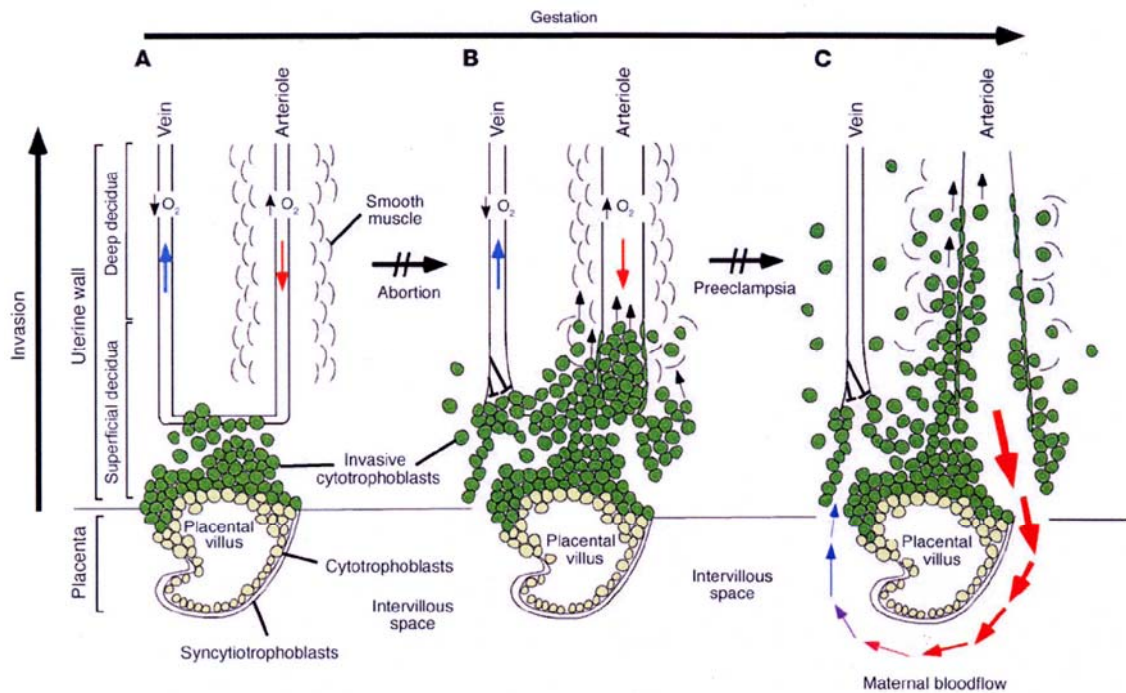 Gestation
A
B
C
Vein
Arteriole
Vein
Arteriole
Vein
Arteriole
Invasion
Uterine wall
Deep decidua
Superficial decidua
Placenta
O2
O2
O2
O2
Smooth
muscle
Abortion
Preeclampsia
Invasive
cytotrophoblasts
Placental
villus
Cytotrophoblasts
Intervillous
space
Syncytiotrophoblasts
Placental
villus
Intervillous
space
Placental
villus
Maternal bloodflow